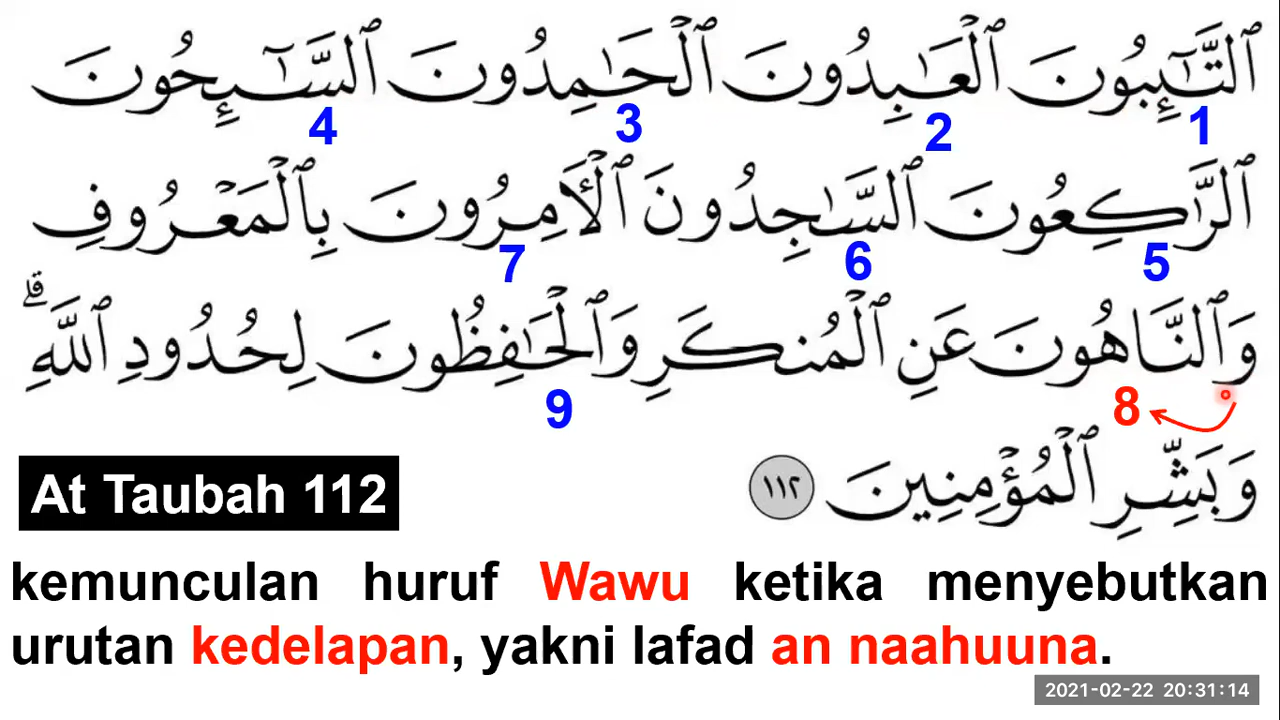 ٱلتَّـٰٓئِبُونَ ٱلْعَـٰبِدُونَ ٱلْحَـٰمِدُونَ ٱلسَّـٰٓئِحُونَ
1 2 3 4
ٱلرَّٰكِعُونَ ٱلسَّـٰجِدُونَ ٱلْـَٔامِرُونَ بِٱلْمَعْرُوفِ
5 6 7
وَٱلنَّاهُونَ عَنِ ٱلْمُنكَرِ وَٱلْحَـٰفِظُونَ لِحُدُودِ ٱللَّهِ ۗ
8 9
وَبَشِّرِ ٱلْمُؤْمِنِينَ ١١٢
At Taubah 112
kemunculan huruf Wawu ketika menyebutkan
urutan kedelapan, yakni lafad an naahuuna.
2021-02-22 20:31:14